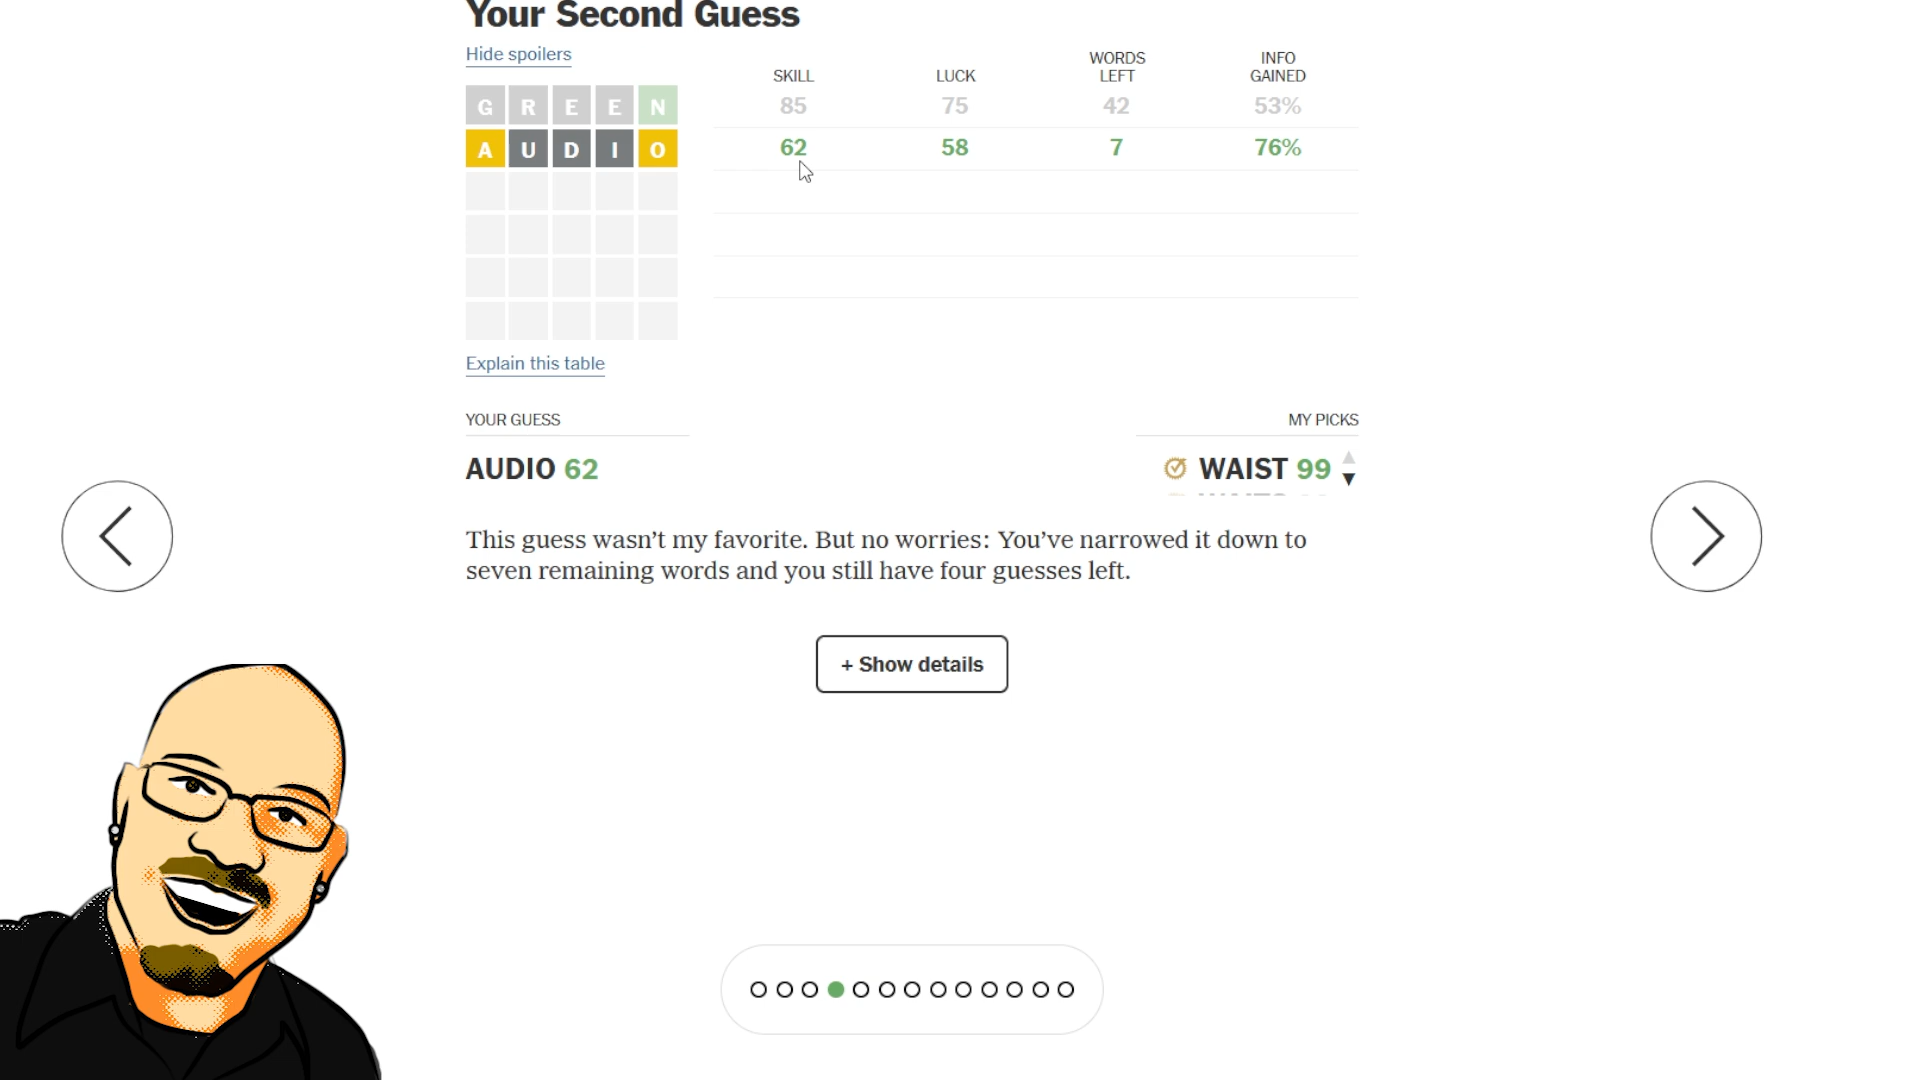 Your Second Guess
Hide spoilers
SKILL LUCK WORDS LEFT INFO GAINED
G R E E N 85 75 42 53%
A U D I O 62 58 7 76%
Explain this table
YOUR GUESS MY PICKS
AUDIO 62 WAIST 99
This guess wasn't my favorite. But no worries: You've narrowed it down to
seven remaining words and you still have four guesses left.
+ Show details